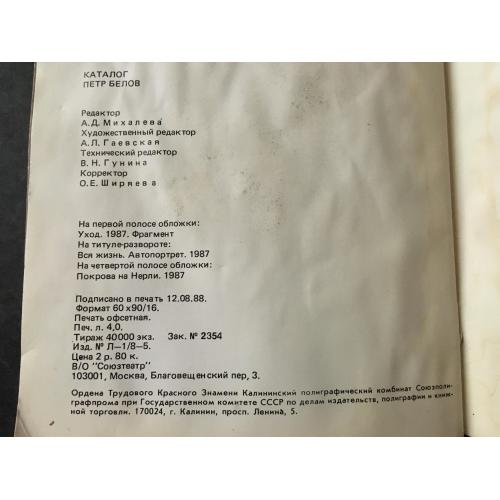 КАТАЛОГ
ПЕТР БЕЛОВ
Редактор
А.Д. Михалева
Художественный редактор
А.Л. Гаевская
Технический редактор
В.Н. Гунина
Корректор
О.Е. Ширяева
На первой полосе обложки:
Уход. 1987. Фрагмент
На титуле-развороте:
Вся жизнь. Автопортрет. 1987
На четвертой полосе обложки:
Покрова на Нерли. 1987
Подписано в печать 12.08.88.
Формат 60 х 90/16.
Печать офсетная.
Печ. л. 4,0.
Тираж 40000 экз. Зак. № 2354
Изд. № Л—1/8—5.
Цена 2 р. 80 к.
В/О "Союзтеатр"
103001, Москва, Благовещенский пер., 3.
Ордена Трудового Красного Знамени Калининский полиграфический комбинат Союзполи-
графпрома при Государственном комитете СССР по делам издательств, полиграфии и книж-
ной торговли. 170024, г. Калинин, просп. Ленина, 5.